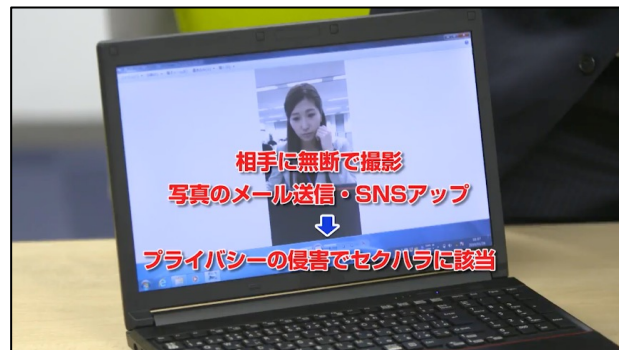 相手に無断で撮影
写真のメール送信・SNSアップ
プライバシーの侵害でセクハラに該当